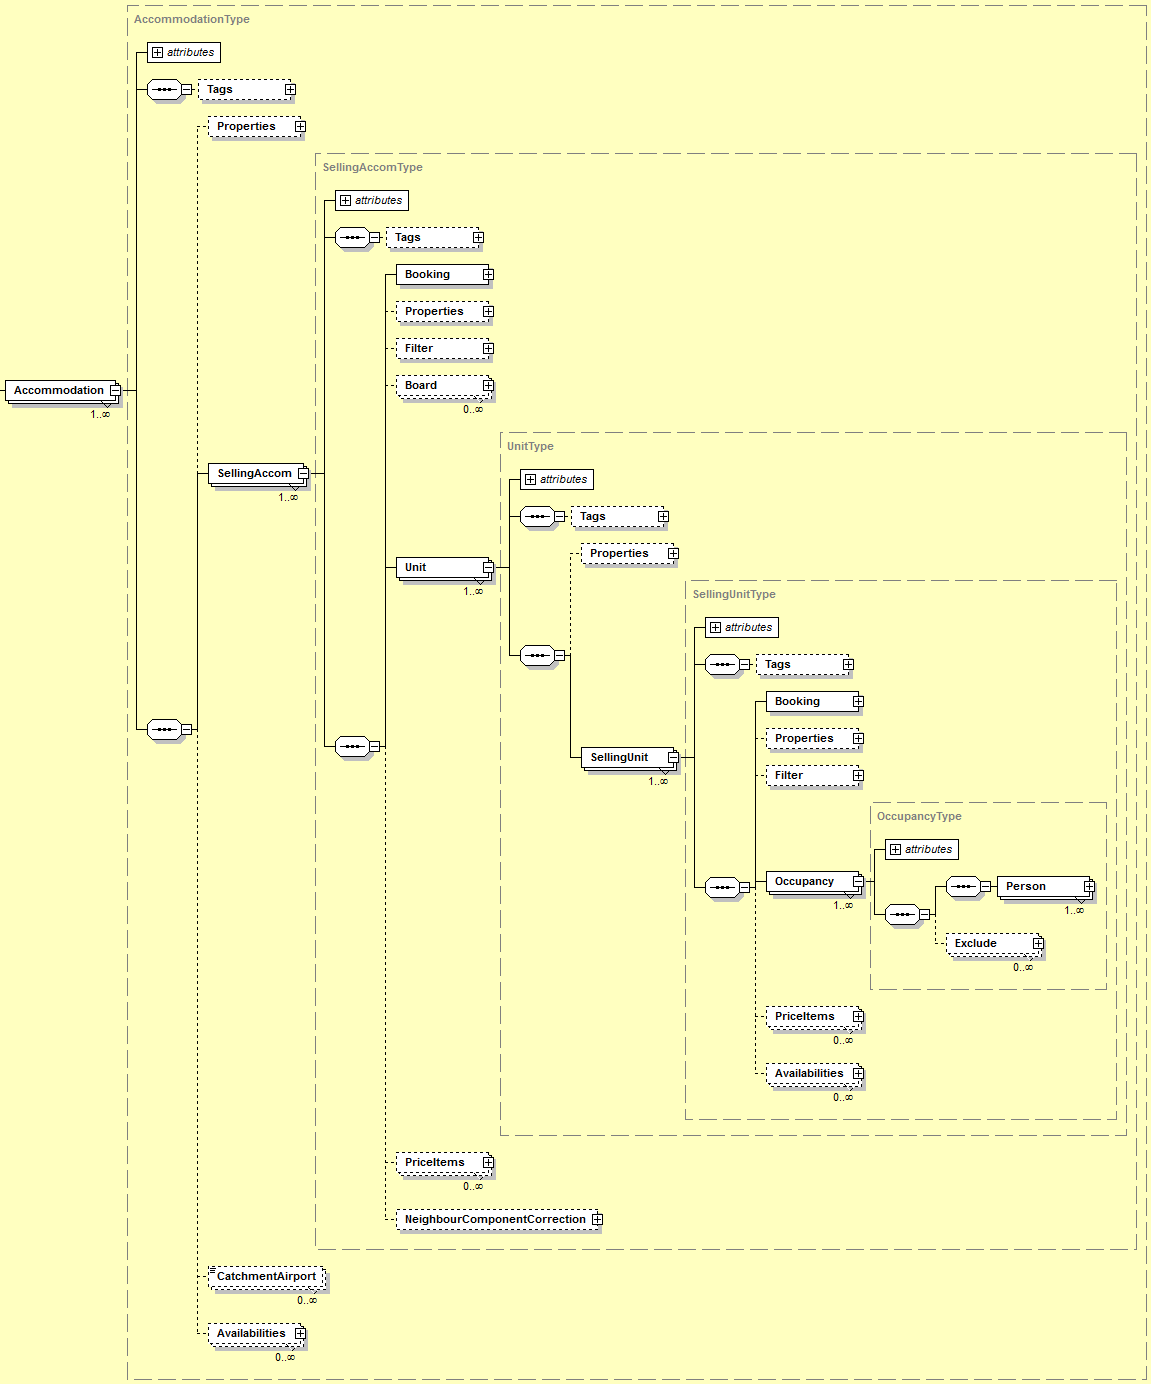 AccommodationType
attributes
Tags
Properties
SellingAccomType
attributes
Tags
Booking
Properties
Filter
Board
0..∞
Accommodation
1..∞
UnitType
SellingAccom
1..∞
attributes
Tags
Properties
Unit
1..∞
SellingUnitType
attributes
Tags
Booking
Properties
Filter
SellingUnit
1..∞
OccupancyType
attributes
Occupancy
1..∞
Person
1..∞
Exclude
0..∞
PriceItems
0..∞
Availabilities
0..∞
PriceItems
0..∞
NeighbourComponentCorrection
CatchmentAirport
0..∞
Availabilities
0..∞